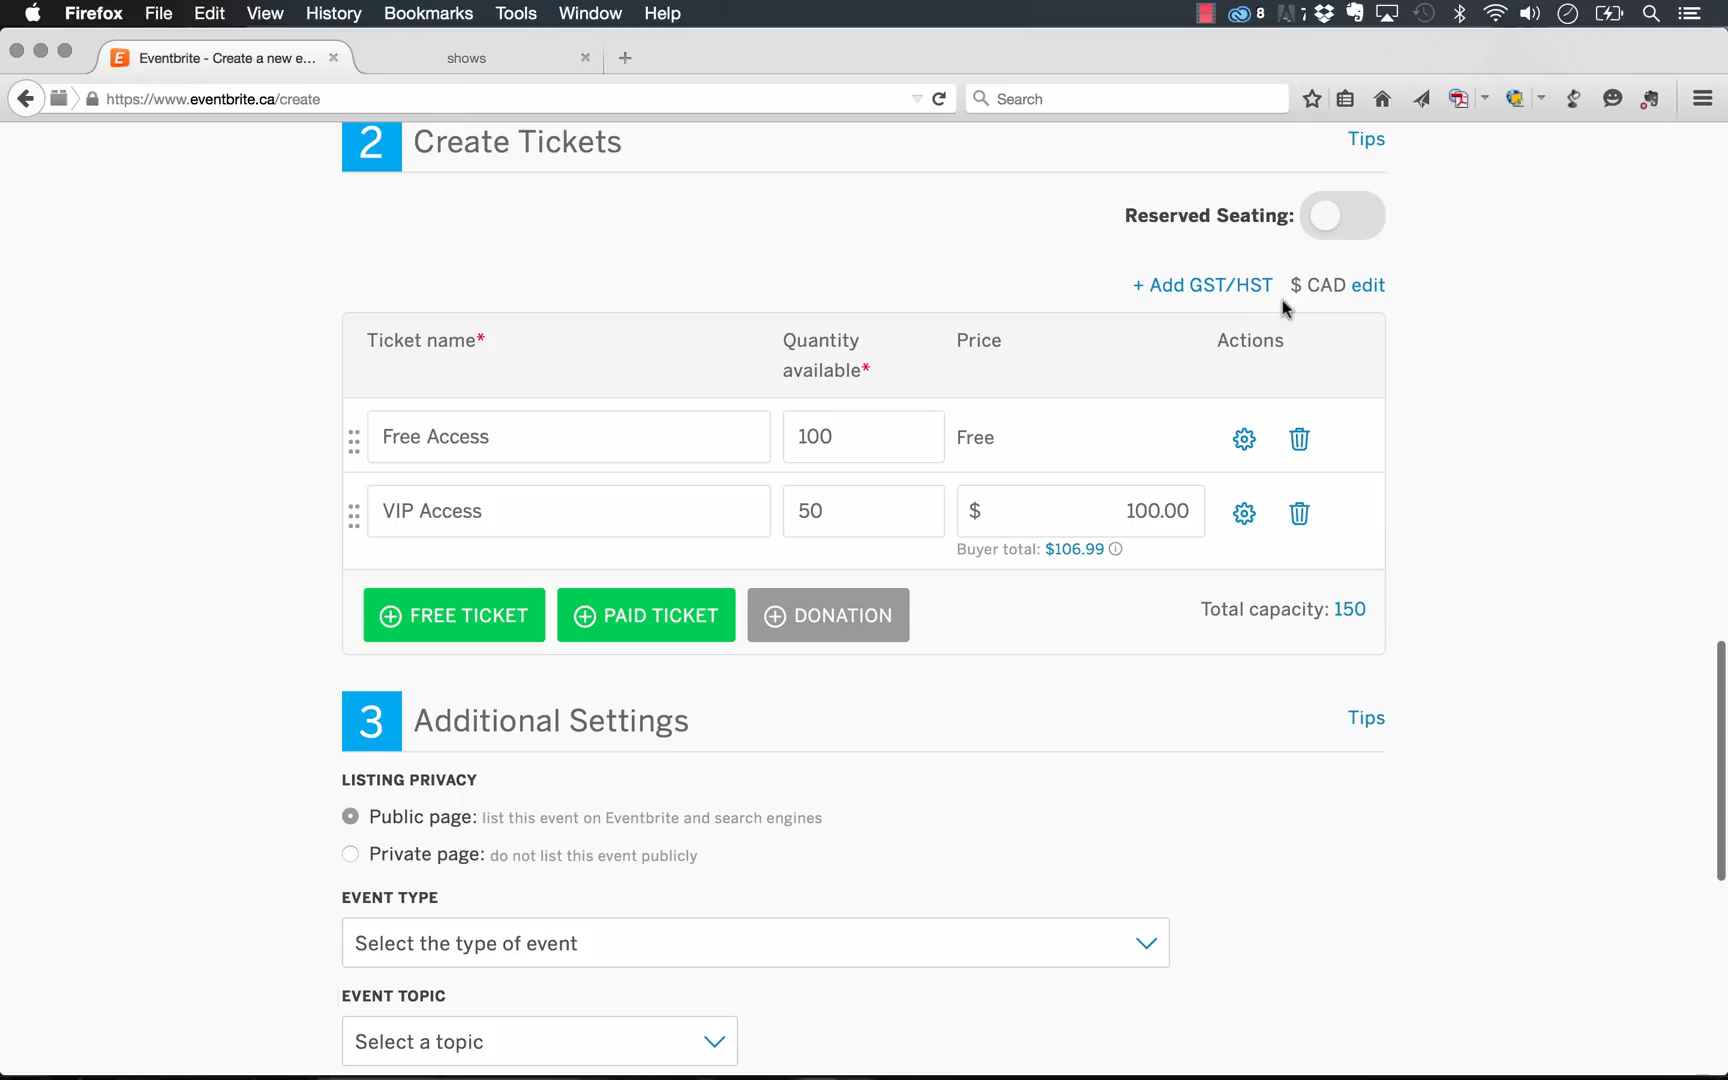 Firefox File Edit View History Bookmarks Tools Window Help 8 7
Eventbrite - Create a new e... shows
https://www.eventbrite.ca/create Search
2 Create Tickets Tips
Reserved Seating:
+ Add GST/HST $ CAD edit
Ticket name* Quantity available* Price Actions
Free Access 100 Free
VIP Access 50 $ 100.00
Buyer total: $106.99
FREE TICKET PAID TICKET DONATION Total capacity: 150
3 Additional Settings Tips
LISTING PRIVACY
Public page: list this event on Eventbrite and search engines
Private page: do not list this event publicly
EVENT TYPE
Select the type of event
EVENT TOPIC
Select a topic